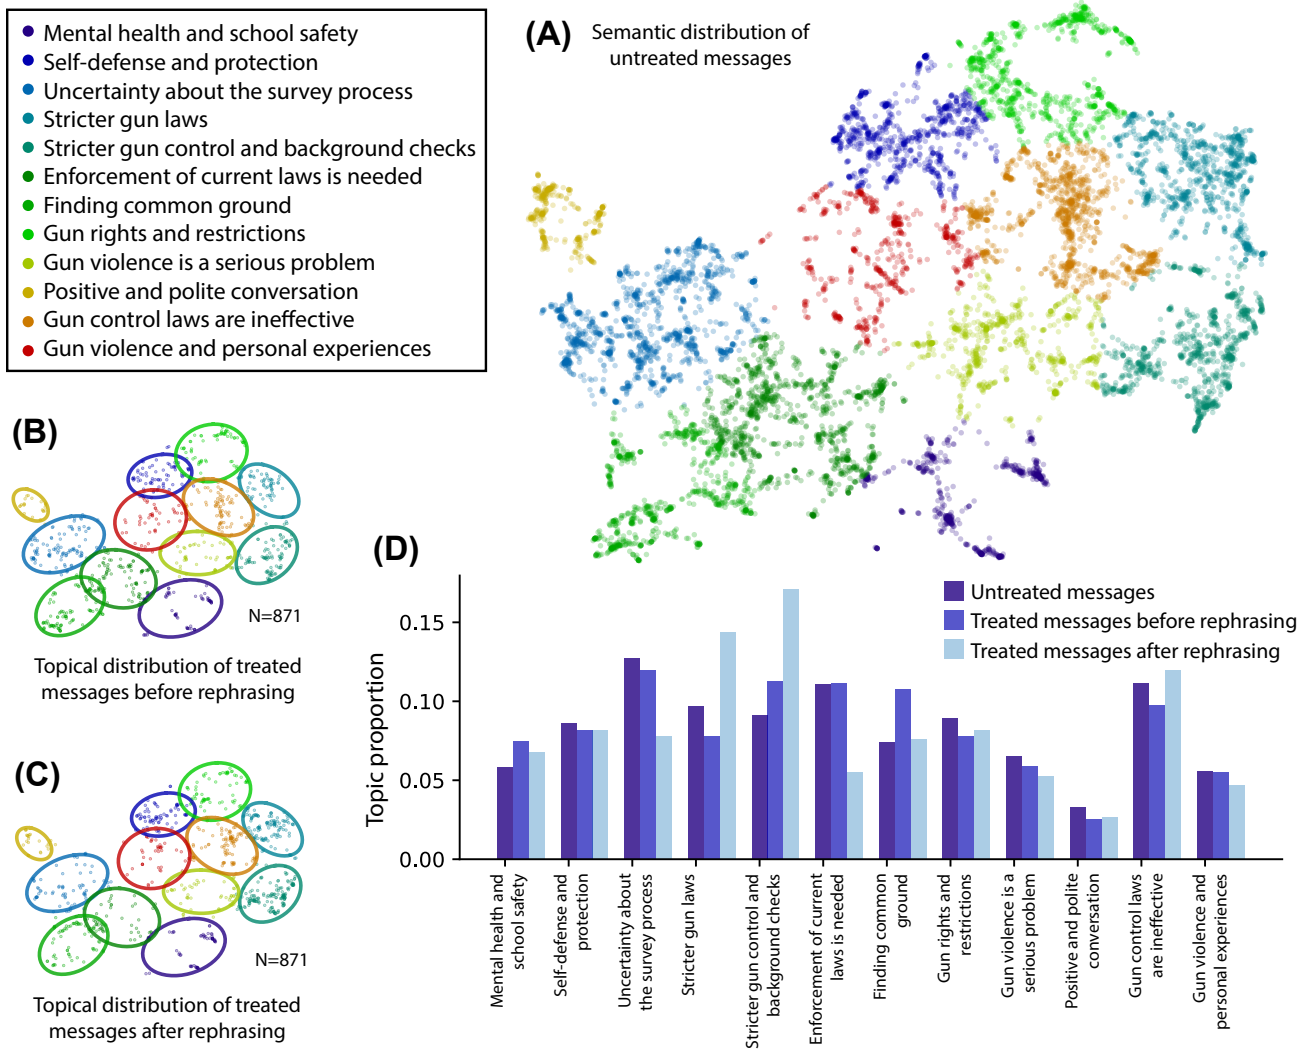 Mental health and school safety
Self-defense and protection
Uncertainty about the survey process
Stricter gun laws
Stricter gun control and background checks
Enforcement of current laws is needed
Finding common ground
Gun rights and restrictions
Gun violence is a serious problem
Positive and polite conversation
Gun control laws are ineffective
Gun violence and personal experiences
(A)
Semantic distribution of
untreated messages
(B)
N=871
Topical distribution of treated
messages before rephrasing
(C)
N=871
Topical distribution of treated
messages after rephrasing
(D)
Untreated messages
Treated messages before rephrasing
Treated messages after rephrasing
Topic proportion
0.15
0.10
0.05
0.00
Mental health and
school safety
Self-defense and
protection
Uncertainty about
the survey process
Stricter gun laws
Stricter gun control and
background checks
Enforcement of current
laws is needed
Finding common
ground
Gun rights and
restrictions
Gun violence is a
serious problem
Positive and polite
conversation
Gun control laws
are ineffective
Gun violence and
personal experiences